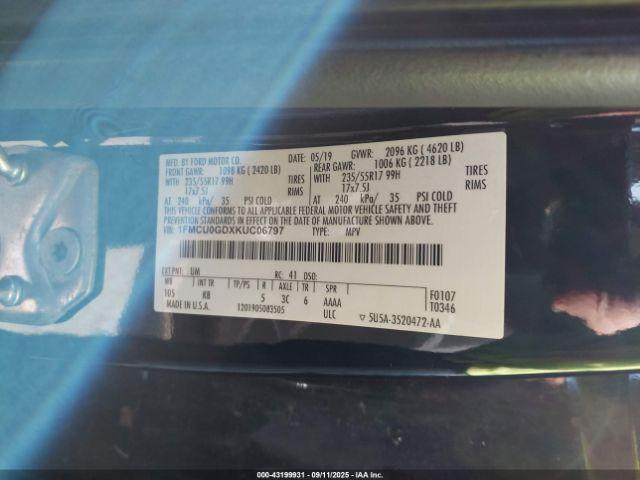 MFD. BY FORD MOTOR CO.
05/19 GVWR: 2096 KG ( 4620 LB)
FRONT GAWR: 1098 KG ( 2420 LB)
REAR GAWR: 1006 KG ( 2218 LB)
WITH 235/55R17 99H TIRES
17x7.5J RIMS
WITH 235/55R17 99H TIRES
17x7.5J RIMS
AT 240 kPa/ 35 PSI COLD
AT 240 kPa/ 35 PSI COLD
THIS VEHICLE CONFORMS TO ALL APPLICABLE FEDERAL MOTOR VEHICLE SAFETY AND THEFT PREVENTION STANDARDS IN EFFECT ON THE DATE OF MANUFACTURE SHOWN ABOVE.
VIN: 1FMCU0GDXKUC06797 TYPE: MPV
EXT PNT: UM RC: 41 DSO:
WB INT TR TP/PS R AXLE TR SPR
105 KB 5 3C 6 AAAA
F0107
T0346
MADE IN U.S.A. 1201905083505 ULC
5U5A-3520472-AA
000-43199931 - 09/11/2025 - IAA Inc.